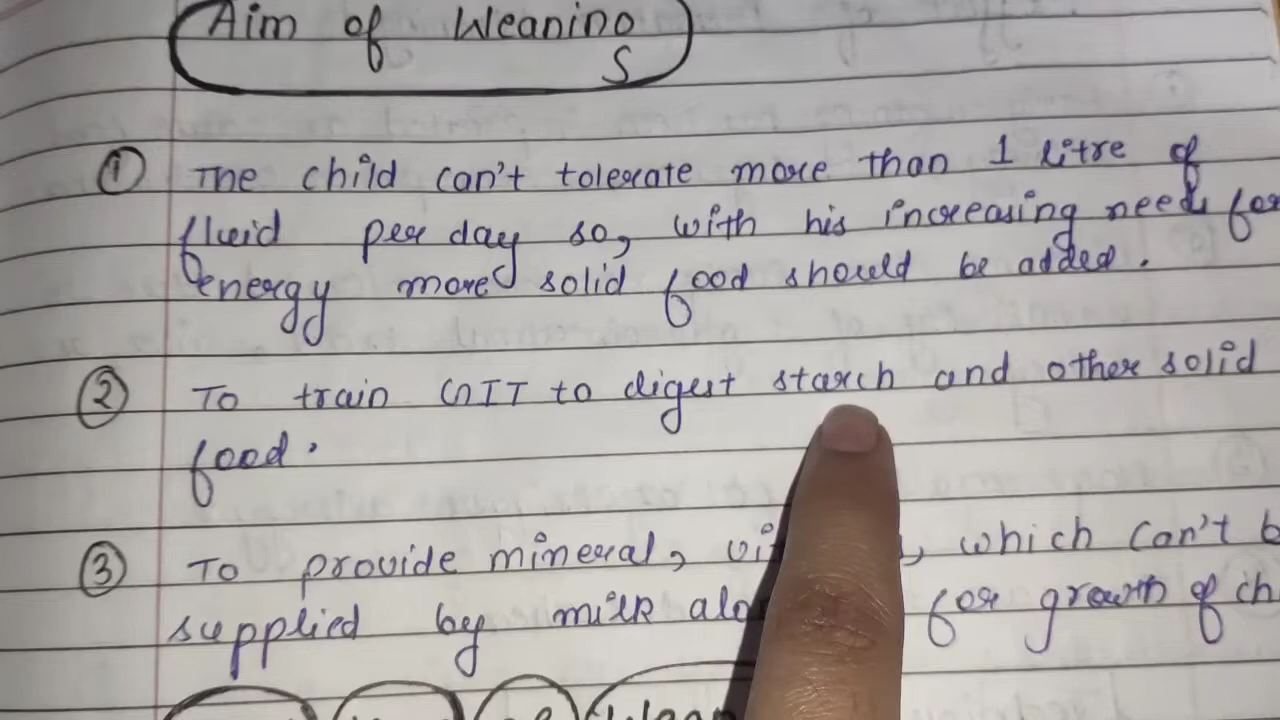 Aim of Weaning
① The child can't tolerate more than 1 litre of
fluid per day so, with his increasing needs for
energy more solid food should be added.
② To train GIT to digest starch and other solid
food.
③ To provide mineral, which can't
supplied by milk for growth of